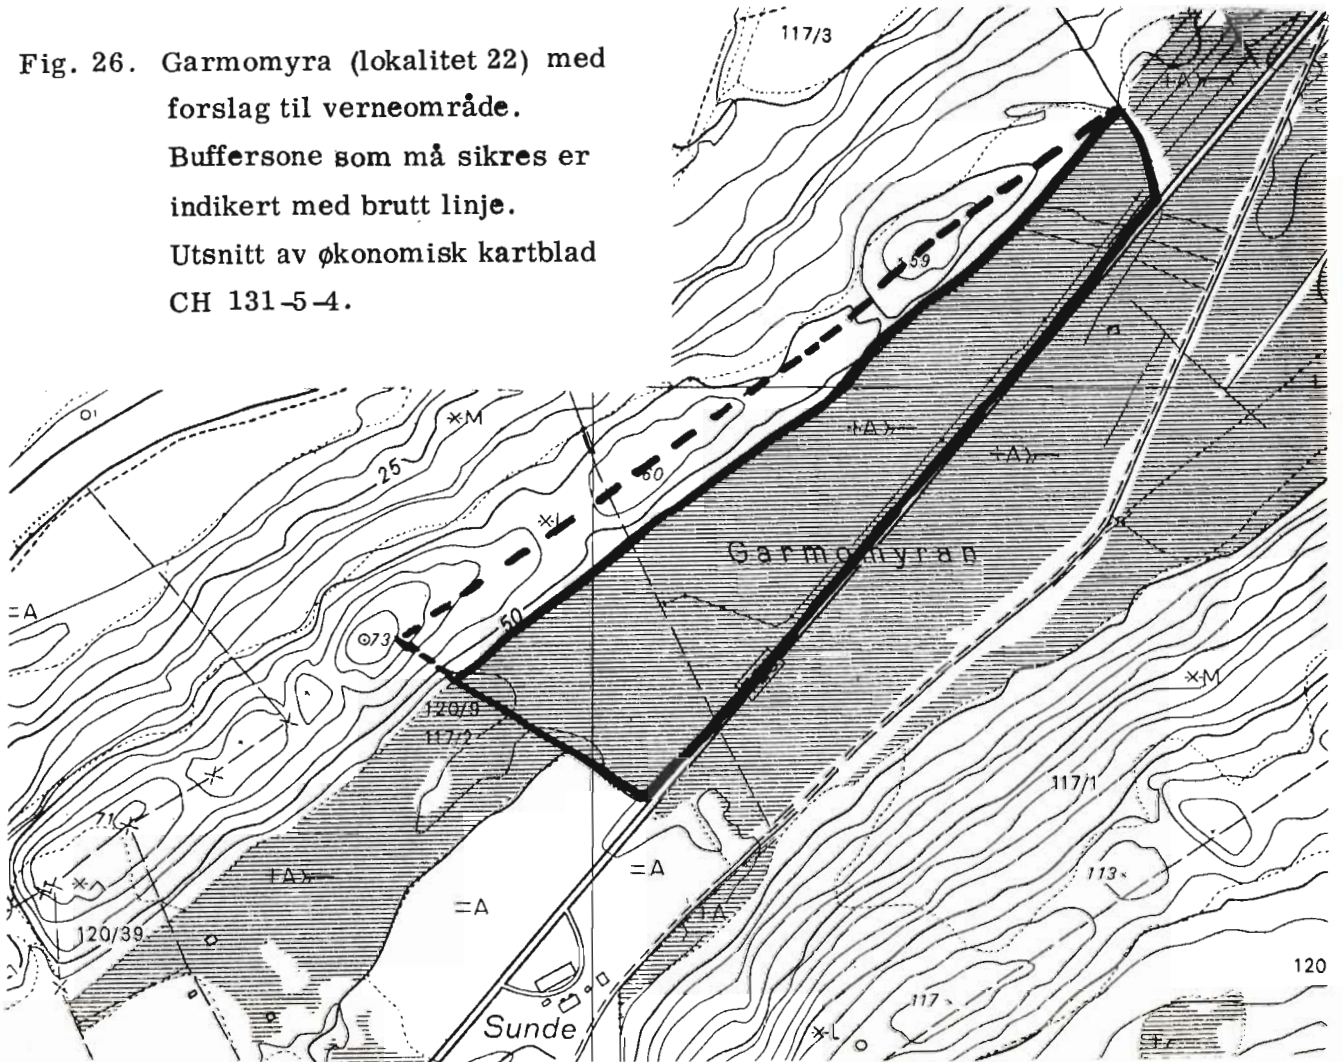 Fig. 26. Garmomyra (lokalitet 22) med
forslag til verneområde.
Buffersone som må sikres er
indikert med brutt linje.
Utsnitt av økonomisk kartblad
CH 131-5-4.
117/3
+A
159
M
25
+A
+A
60
Garmomyran
=A
50
73
M
120/9
117/2
117/1
71
=A
113
+A
=A
+A
120/39
120
117
Sunde
L